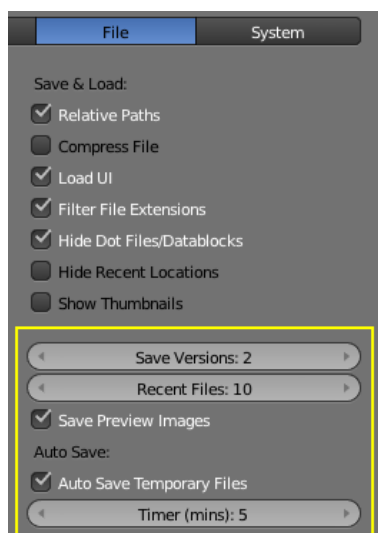 File
System
Save & Load:
Relative Paths
Compress File
Load UI
Filter File Extensions
Hide Dot Files/Datablocks
Hide Recent Locations
Show Thumbnails
Save Versions: 2
Recent Files: 10
Save Preview Images
Auto Save:
Auto Save Temporary Files
Timer (mins): 5